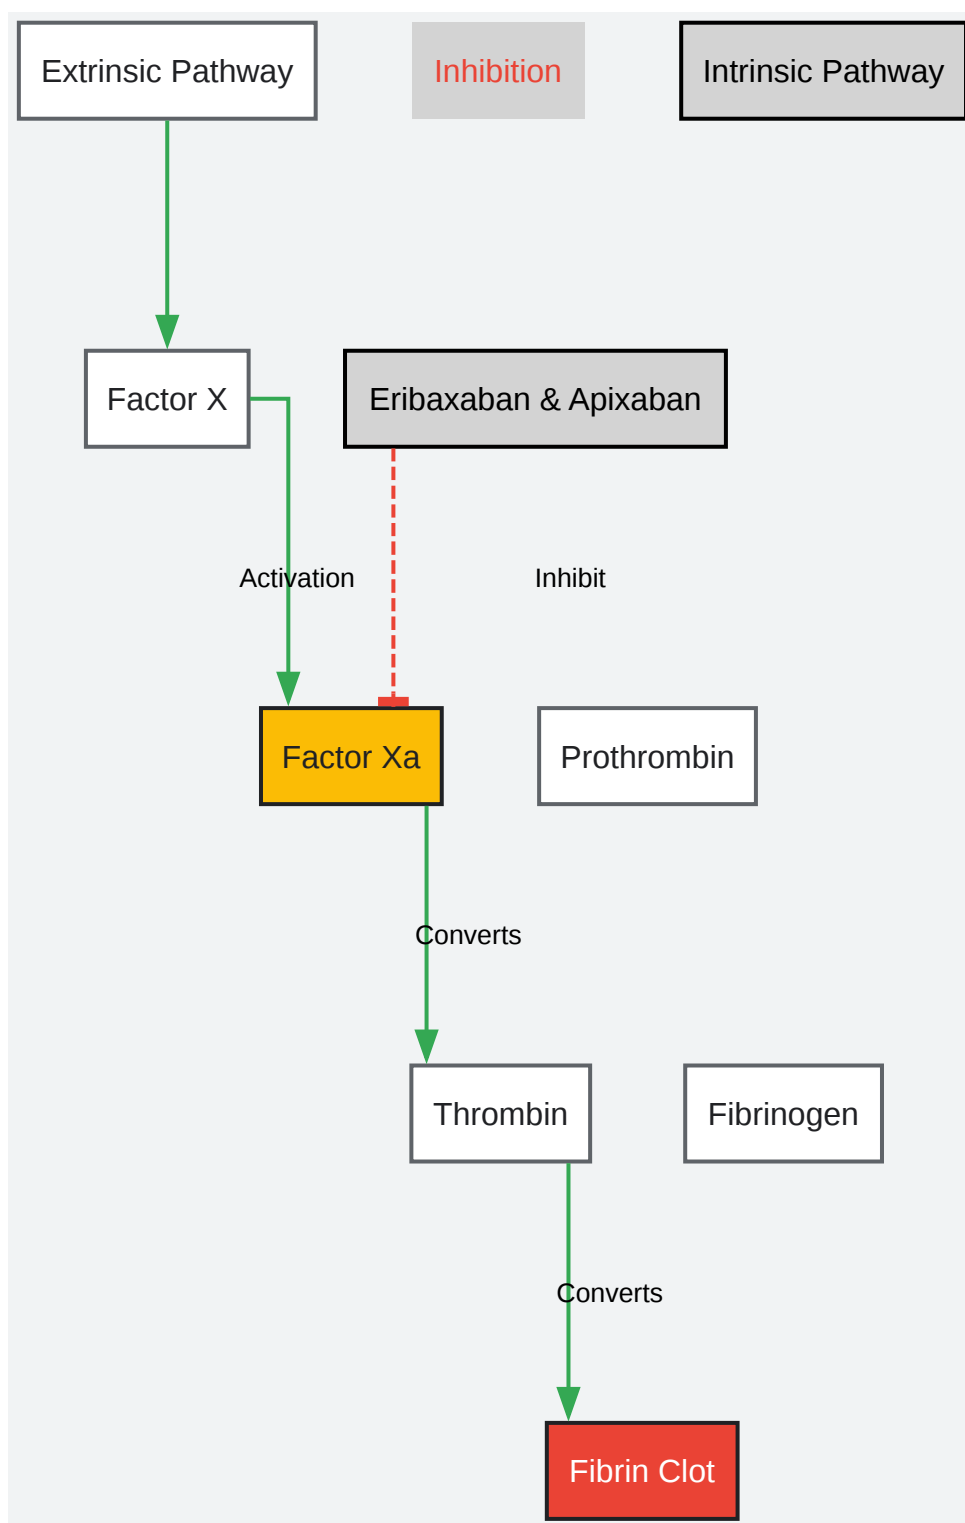 Extrinsic Pathway
Inhibition
Intrinsic Pathway
Factor X
Eribaxaban & Apixaban
Activation
Inhibit
Factor Xa
Prothrombin
Converts
Thrombin
Fibrinogen
Converts
Fibrin Clot